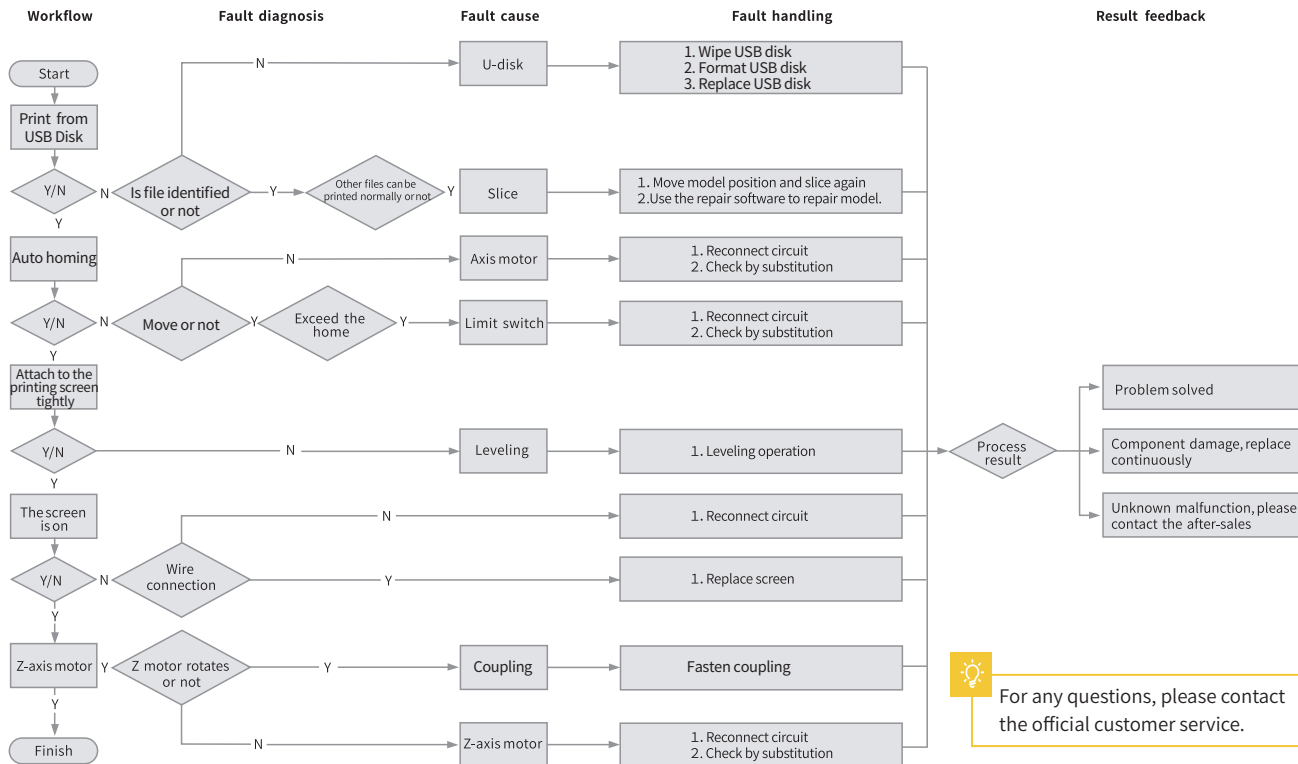 Workflow
Fault diagnosis
Fault cause
Fault handling
Result feedback
Start
Print from
USB Disk
Y/N
N
Is file identified
or not
N
U-disk
1. Wipe USB disk
2. Format USB disk
3. Replace USB disk
Y
Other files can be
printed normally or not
Y
Slice
1. Move model position and slice again
2.Use the repair software to repair model.
Y
Auto homing
Y/N
N
Move or not
N
Axis motor
1. Reconnect circuit
2. Check by substitution
Y
Exceed the
home
Y
Limit switch
1. Reconnect circuit
2. Check by substitution
Y
Attach to the
printing screen
tightly
Y/N
N
Leveling
1. Leveling operation
Y
The screen
is on
Y/N
N
Wire
connection
N
1. Reconnect circuit
Y
1. Replace screen
Y
Z-axis motor
Y
Z motor rotates
or not
Y
Coupling
Fasten coupling
N
Z-axis motor
1. Reconnect circuit
2. Check by substitution
Y
Finish
Process
result
Problem solved
Component damage, replace
continuously
Unknown malfunction, please
contact the after-sales
For any questions, please contact
the official customer service.